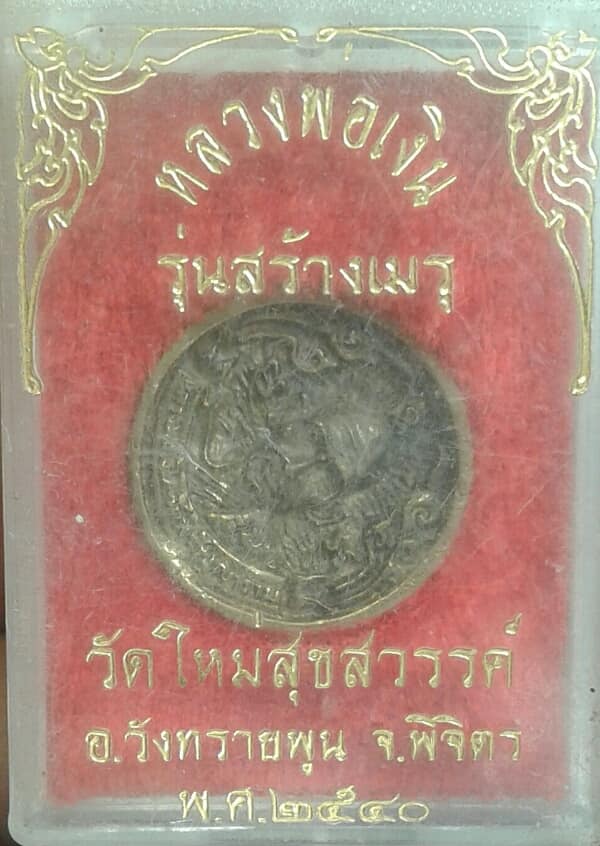 หลวงพ่อเงิน
รุ่นสร้างเมรุ
วัดใหม่สุขสวรรค์
อ.วังทรายพูน จ.พิจิตร
พ.ศ.๒๕๔๐